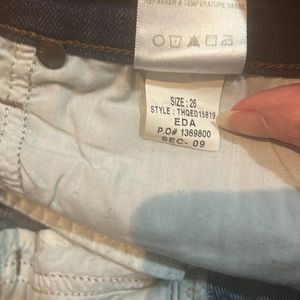 REPASSER A TEMPERATURE BASSE
SIZE : 26
STYLE : THQED15819
EDA
P.O# 1369800
SEC- 09